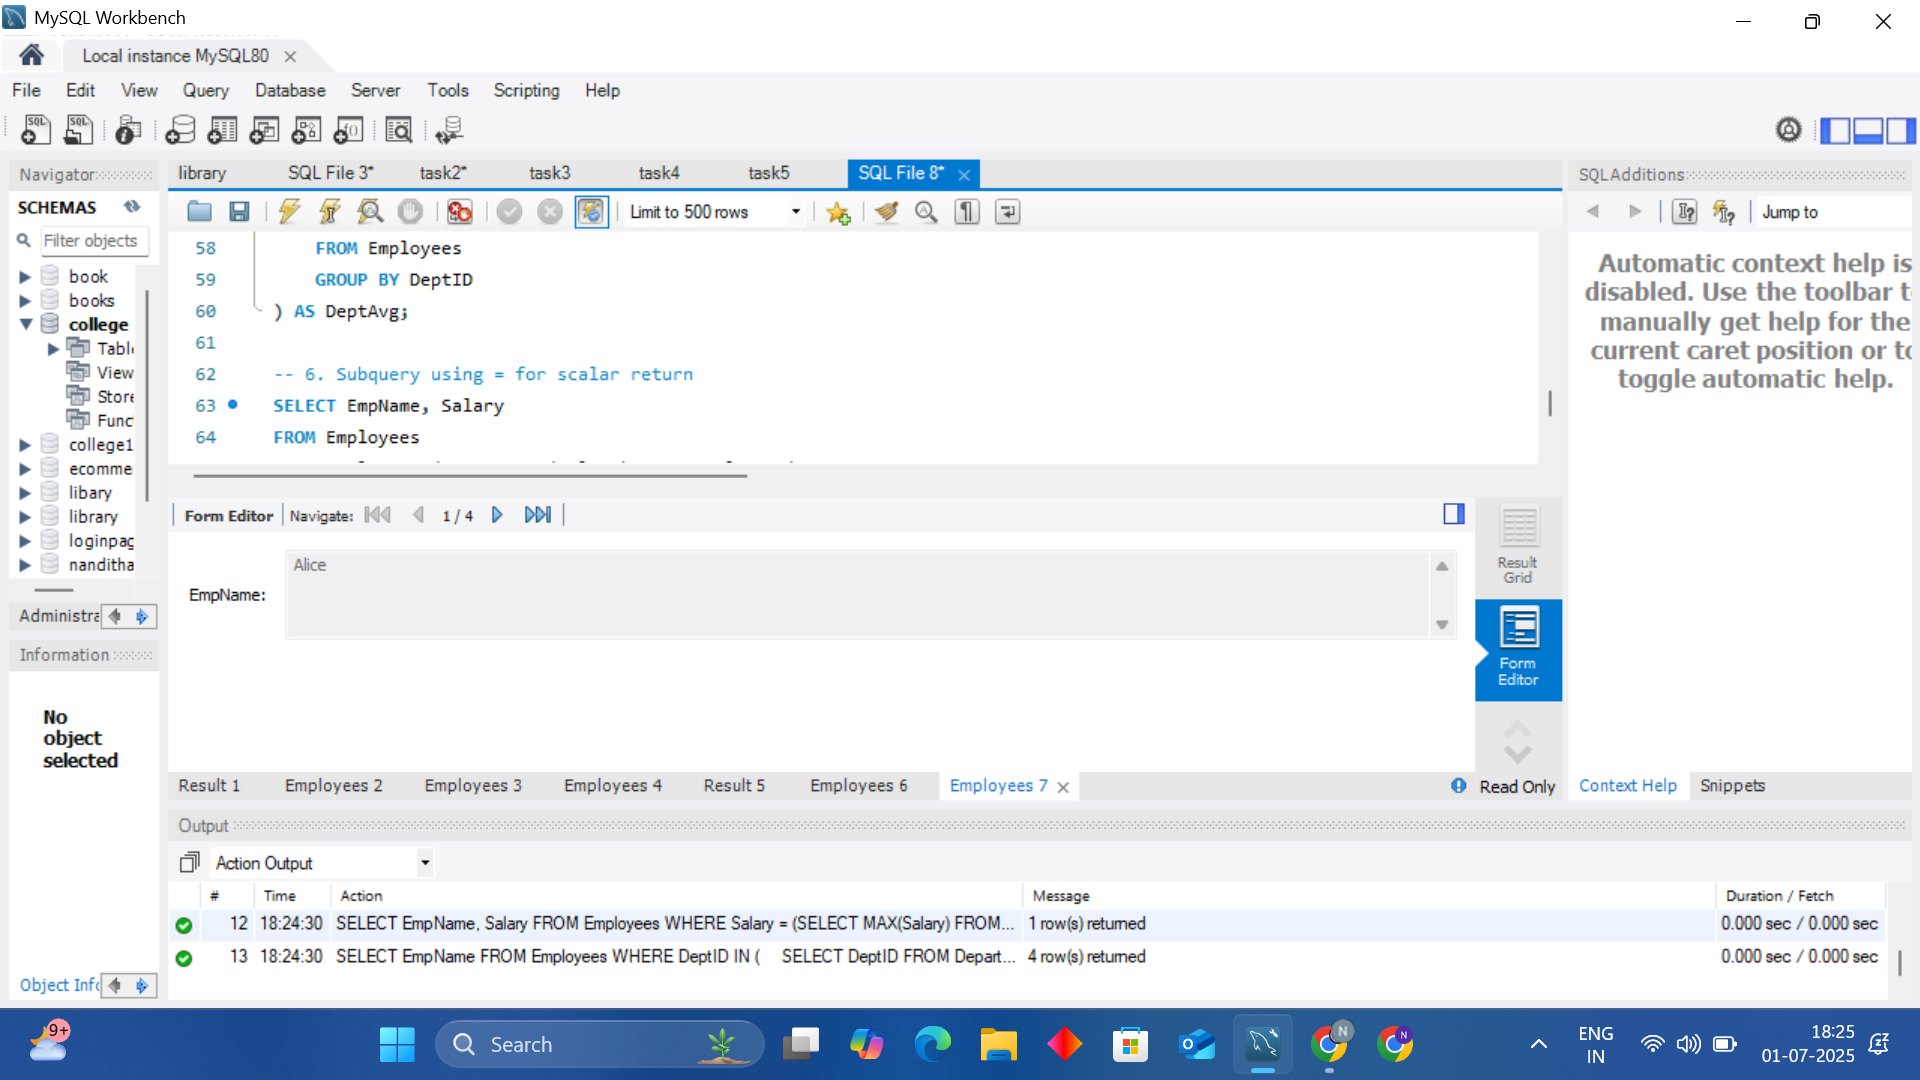 MySQL Workbench
Local instance MySQL80
File Edit View Query Database Server Tools Scripting Help
Navigator
SCHEMAS
Filter objects
book
books
college
Tabl
View
Store
Func
college1
ecomme
libary
library
loginpag
nanditha
Administra
Information
No
object
selected
Object Info
library SQL File 3* task2* task3 task4 task5 SQL File 8*
Limit to 500 rows
58 FROM Employees
59 GROUP BY DeptID
60 ) AS DeptAvg;
61
62 -- 6. Subquery using = for scalar return
63 SELECT EmpName, Salary
64 FROM Employees
Form Editor Navigate: 1 / 4
EmpName: Alice
Result
Grid
Form
Editor
Result 1 Employees 2 Employees 3 Employees 4 Result 5 Employees 6 Employees 7 Read Only
SQLAdditions
Jump to
Automatic context help is
disabled. Use the toolbar t
manually get help for the
current caret position or to
toggle automatic help.
Context Help Snippets
Output
Action Output
# Time Action Message Duration / Fetch
12 18:24:30 SELECT EmpName, Salary FROM Employees WHERE Salary = (SELECT MAX(Salary) FROM... 1 row(s) returned 0.000 sec / 0.000 sec
13 18:24:30 SELECT EmpName FROM Employees WHERE DeptID IN ( SELECT DeptID FROM Depart... 4 row(s) returned 0.000 sec / 0.000 sec
9+
Search
ENG
IN
18:25
01-07-2025